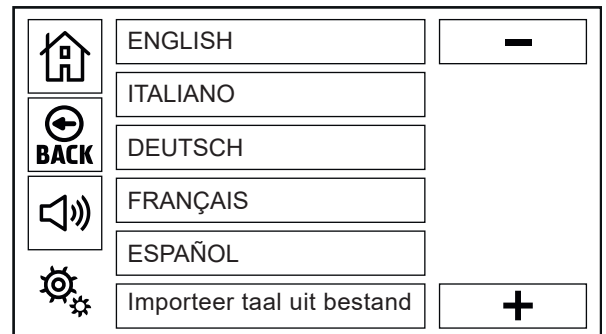 ENGLISH
ITALIANO
BACK
DEUTSCH
FRANÇAIS
ESPAÑOL
Importeer taal uit bestand